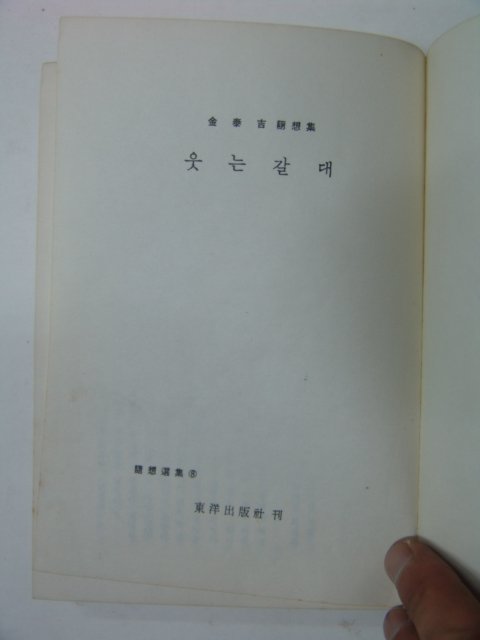 金泰吉隨想集
웃는갈대
隨想選集⑧
東洋出版社 刊